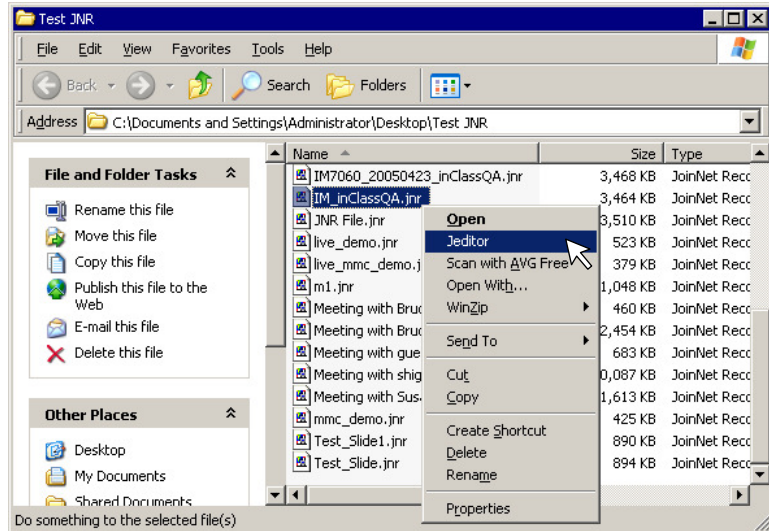 Test JNR
File Edit View Favorites Tools Help
Back Search Folders
Address C:\Documents and Settings\Administrator\Desktop\Test JNR
File and Folder Tasks
Rename this file
Move this file
Copy this file
Publish this file to the
Web
E-mail this file
Delete this file
Other Places
Desktop
My Documents
Shared Documents
Name Size Type
IM7060_20050423_inClassQA.jnr 3,468 KB JoinNet Reco
IM_inClassQA.jnr 3,464 KB JoinNet Reco
JNR File.jnr 3,510 KB JoinNet Reco
live_demo.jnr 523 KB JoinNet Reco
live_mmc_demo.j 379 KB JoinNet Reco
m1.jnr 1,048 KB JoinNet Reco
Meeting with Bruc 460 KB JoinNet Reco
Meeting with Bruc 2,454 KB JoinNet Reco
Meeting with gue 683 KB JoinNet Reco
Meeting with shig 0,087 KB JoinNet Reco
Meeting with Sus 1,613 KB JoinNet Reco
mmc_demo.jnr 425 KB JoinNet Reco
Test_Slide1.jnr 890 KB JoinNet Reco
Test_Slide.jnr 894 KB JoinNet Reco
Open
Jeditor
Scan with AVG Free
Open With...
WinZip
Send To
Cut
Copy
Create Shortcut
Delete
Rename
Properties
Do something to the selected file(s)